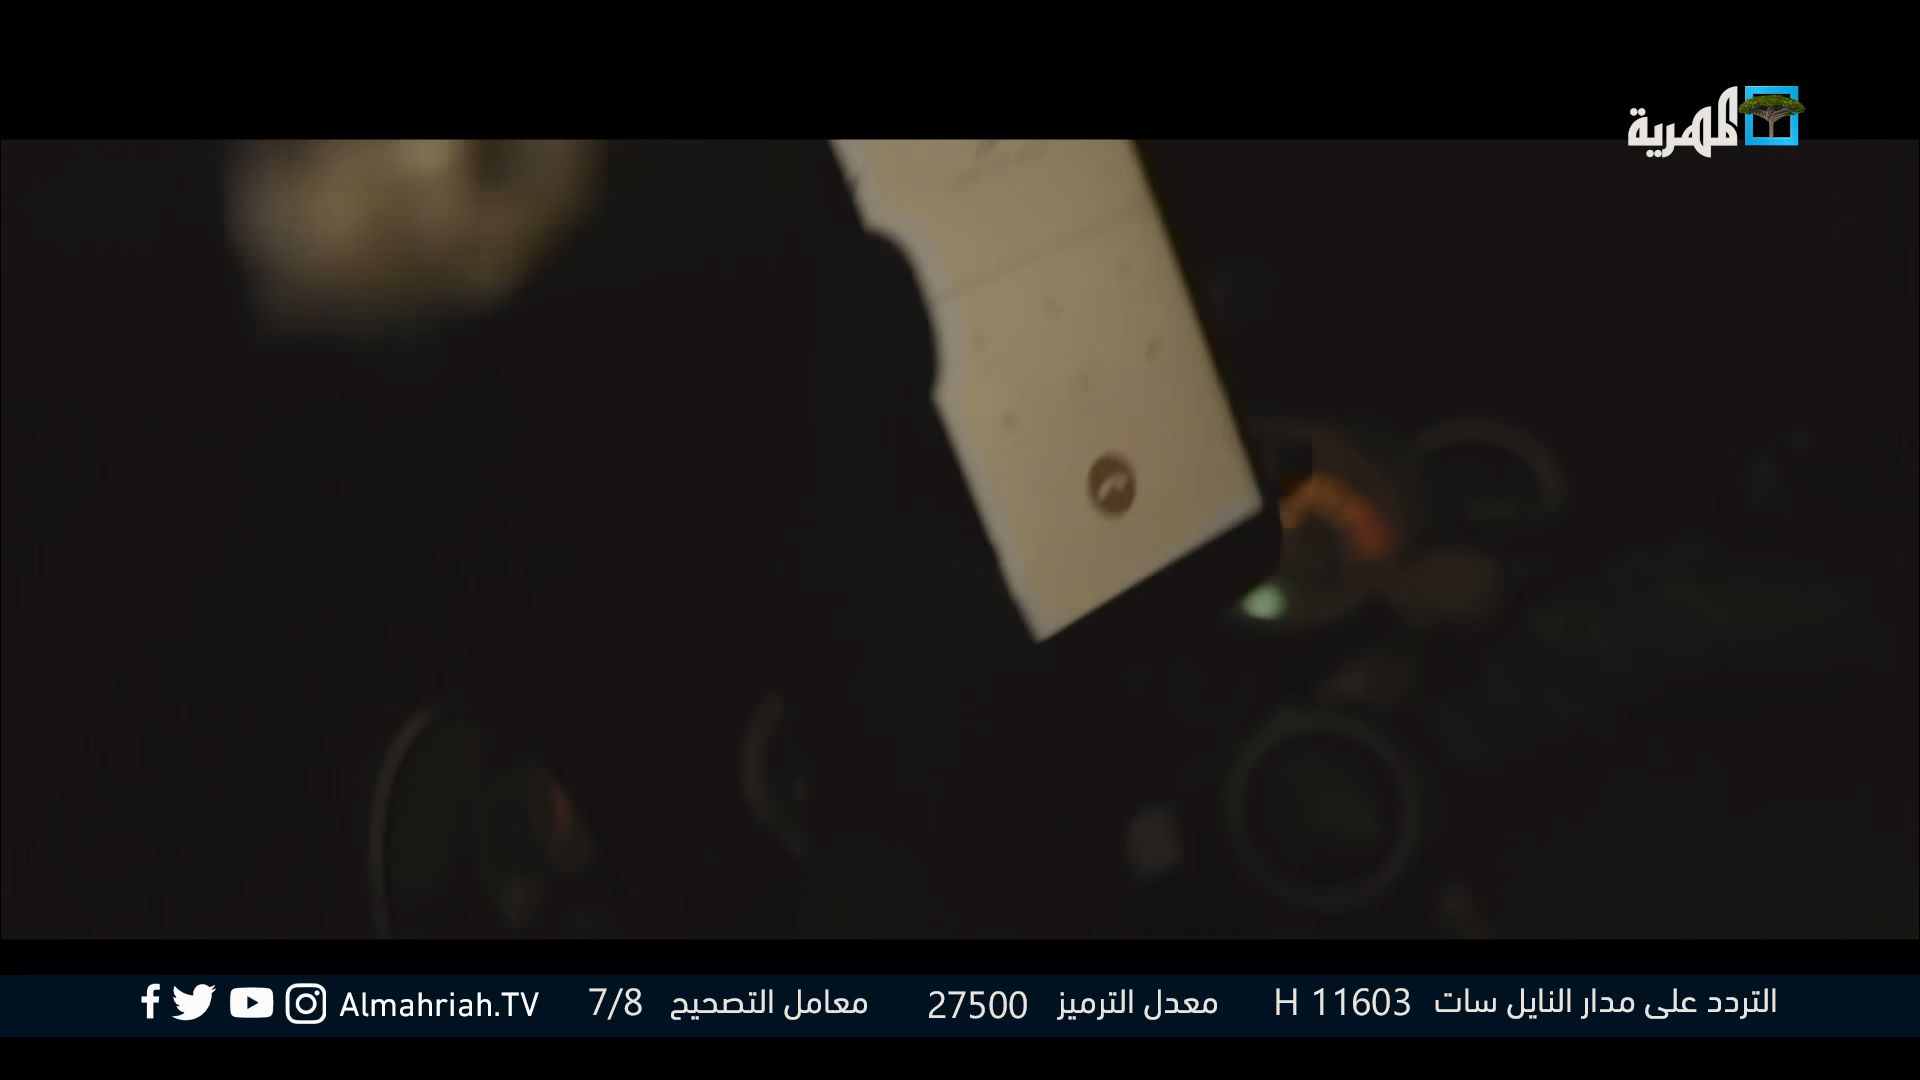 المهرية
التردد على مدار النايل سات H 11603 معدل الترميز 27500 معامل التصحيح 7/8 Almahriah.TV